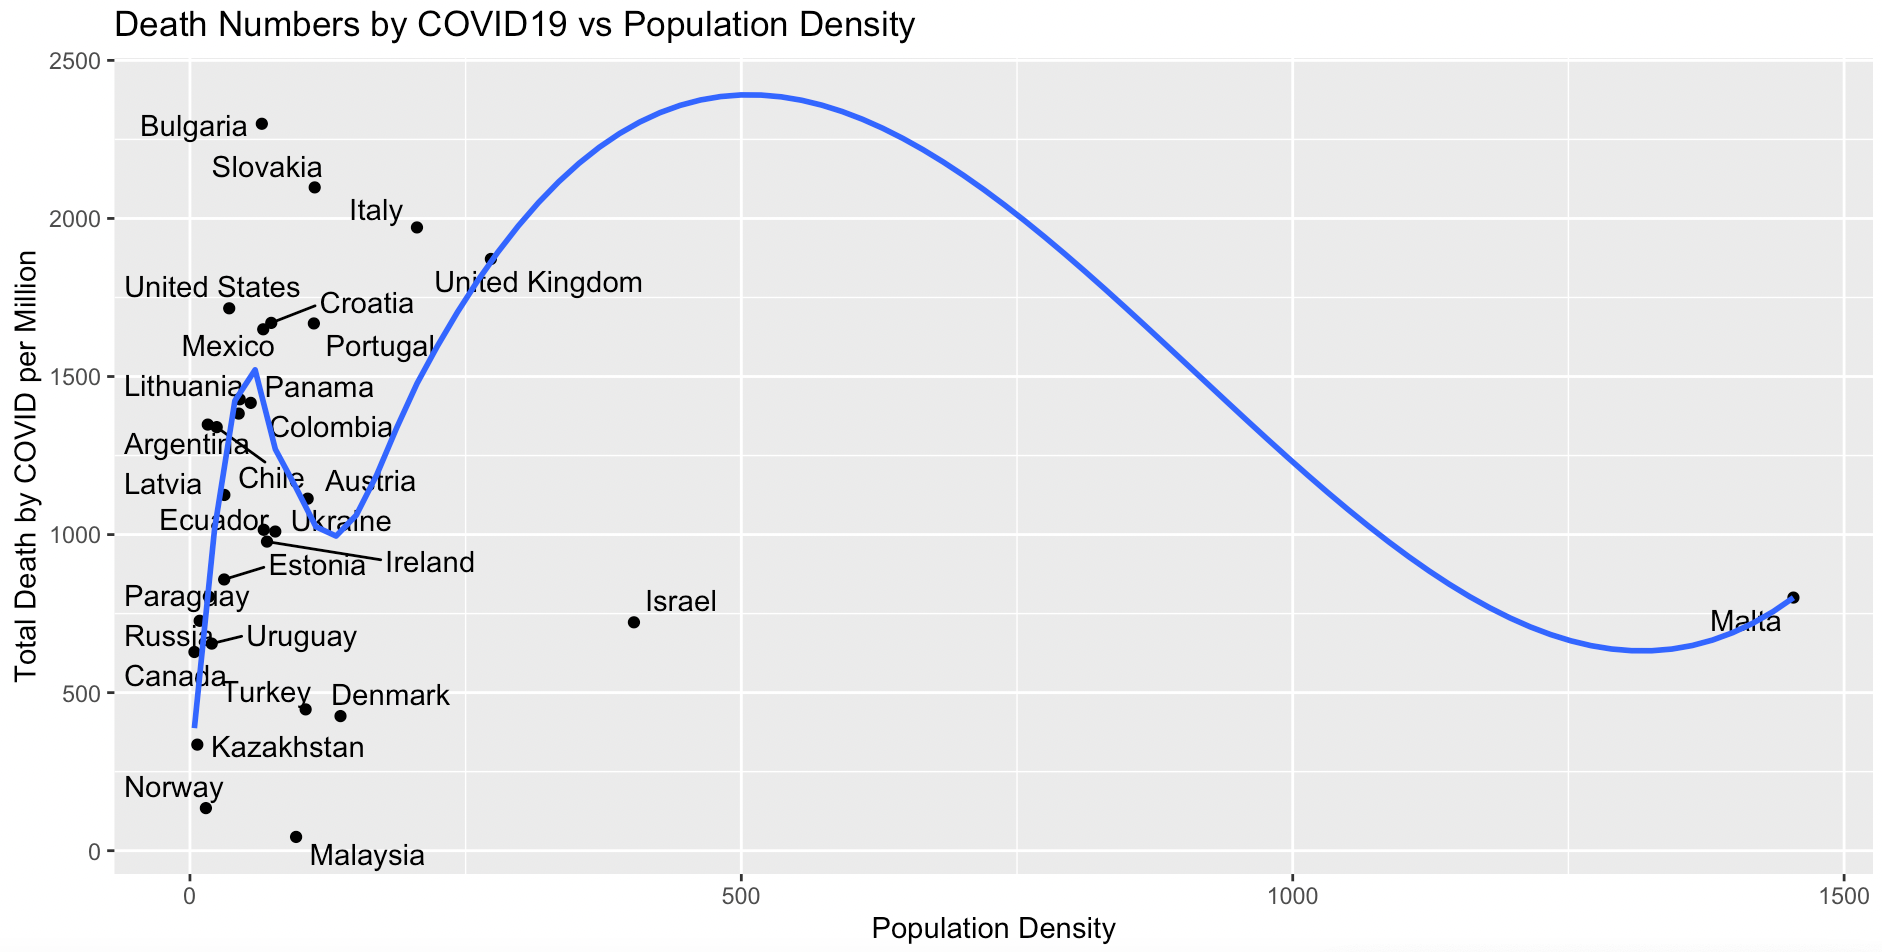 Death Numbers by COVID19 vs Population Density
2500
Bulgaria
Slovakia
Italy
2000
United Kingdom
United States
Croatia
Mexico
Portugal
1500
Lithuania
Panama
Colombia
Argentina
Chile
Austria
Latvia
Ecuador
Ukraine
1000
Ireland
Estonia
Paraguay
Israel
Malta
Russia
Uruguay
Canada
Turkey
Denmark
500
Kazakhstan
Norway
Malaysia
0
Total Death by COVID per Million
0
500
1000
1500
Population Density